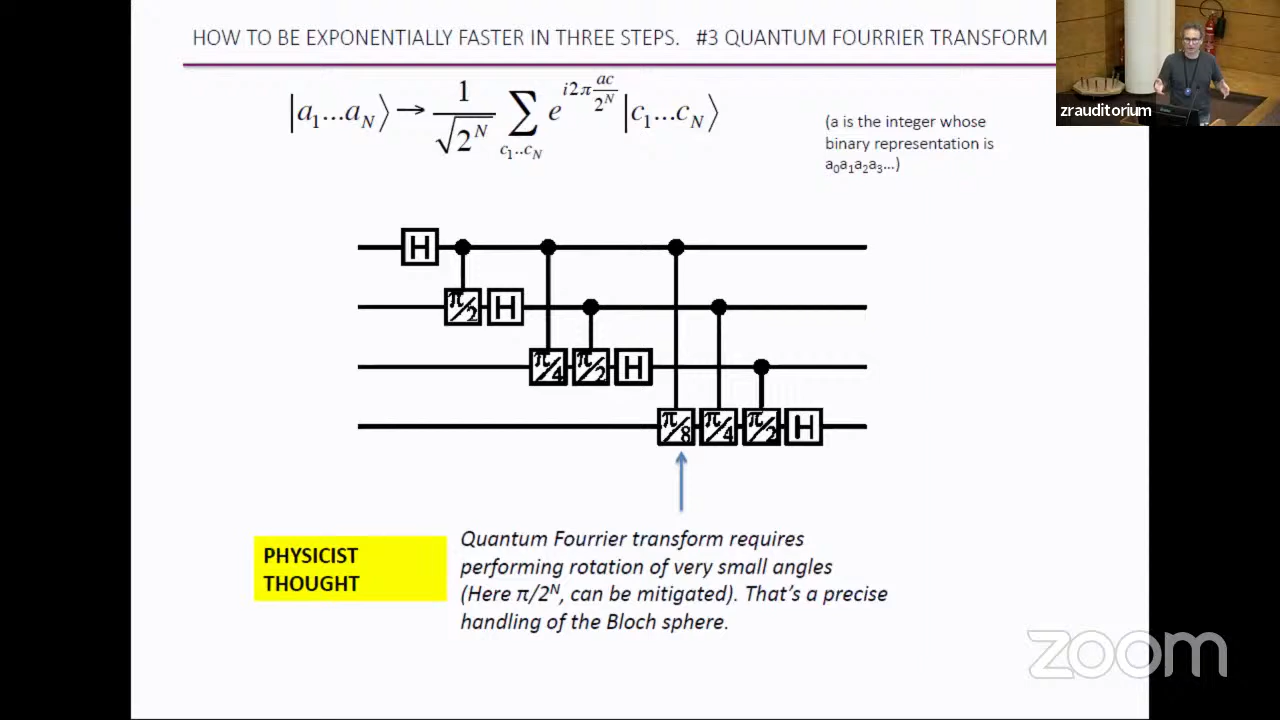 HOW TO BE EXPONENTIALLY FASTER IN THREE STEPS. #3 QUANTUM FOURRIER TRANSFORM
zrauditorium
|a₁...a_N⟩ → 1/√2^N ∑_{c₁..c_N} e^{i2π ac/2^N} |c₁...c_N⟩
(a is the integer whose
binary representation is
a₀a₁a₂a₃...)
H
π/2 H
π/4 π/2 H
π/8 π/4 π/2 H
PHYSICIST
THOUGHT
Quantum Fourrier transform requires
performing rotation of very small angles
(Here π/2ᴺ, can be mitigated). That's a precise
handling of the Bloch sphere.
zoom